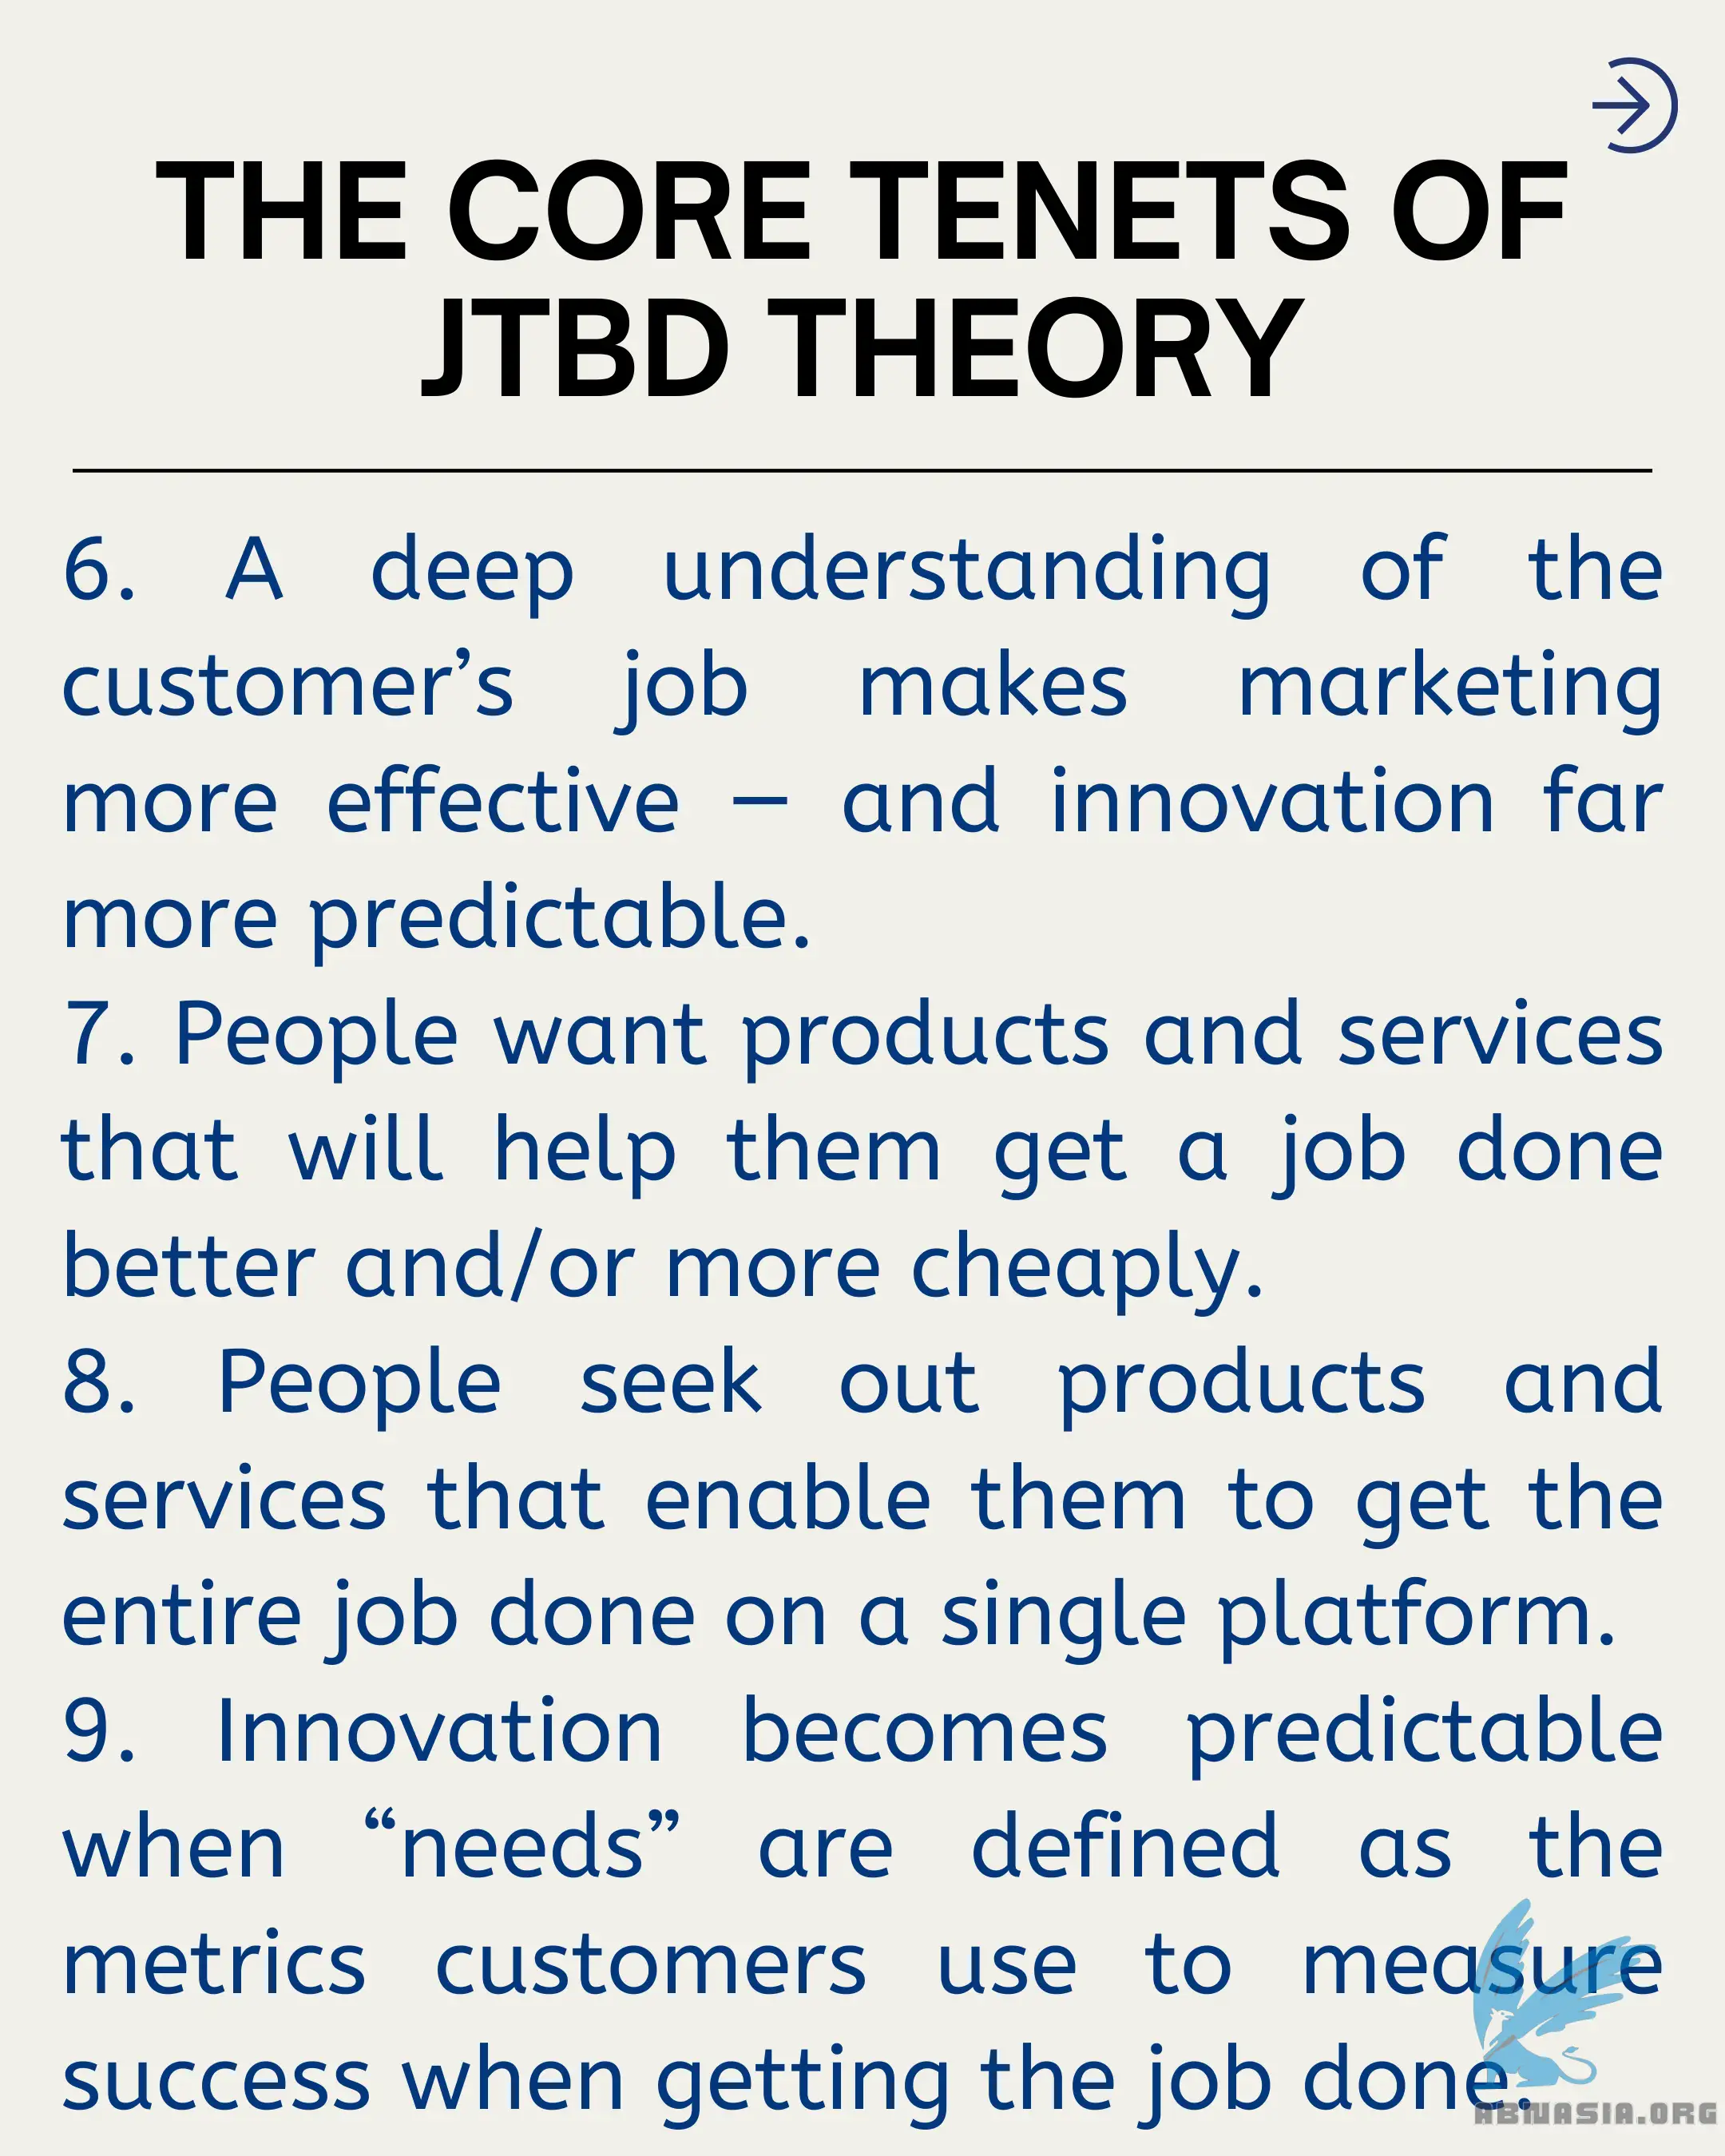 THE CORE TENETS OF
JTBD THEORY
6. A deep understanding of the
customer’s job makes marketing
more effective — and innovation far
more predictable.
7. People want products and services
that will help them get a job done
better and/or more cheaply.
8. People seek out products and
services that enable them to get the
entire job done on a single platform.
9. Innovation becomes predictable
when “needs” are defined as the
metrics customers use to measure
success when getting the job done.
ABNASIA.ORG